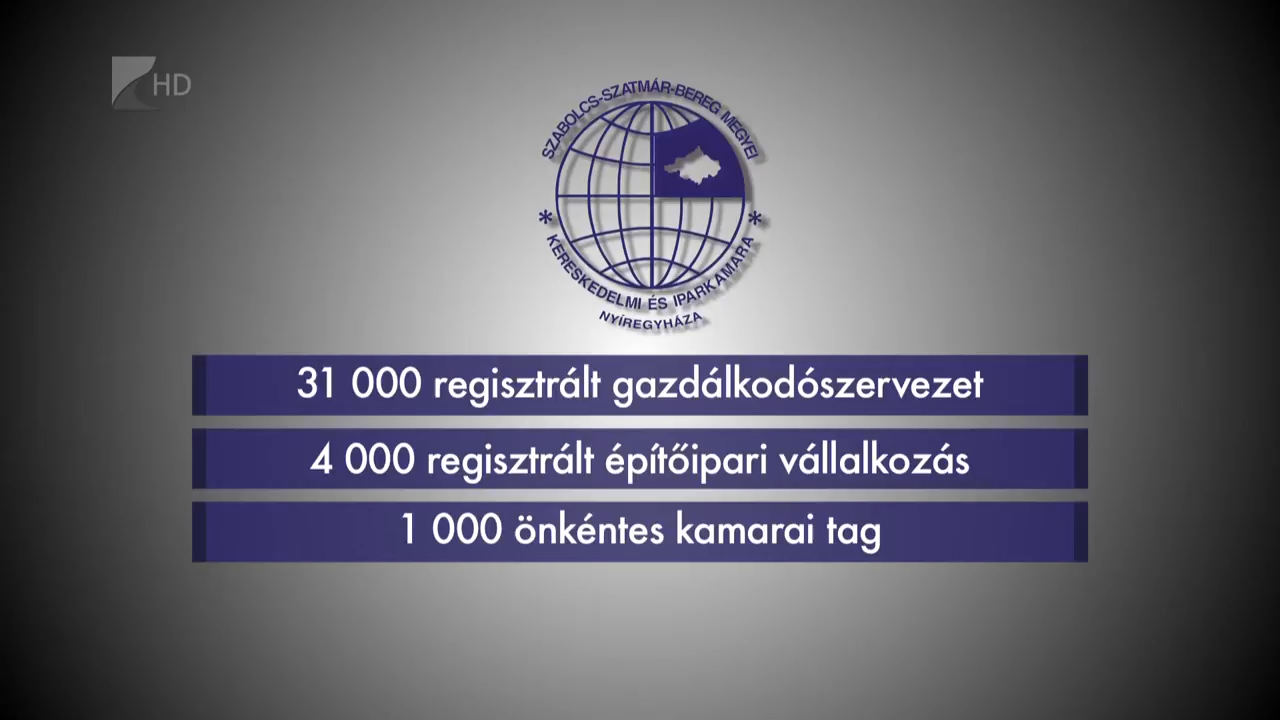 HD
SZABOLCS-SZATMÁR-BEREG MEGYEI
* KERESKEDELMI ÉS IPARKAMARA *
NYÍREGYHÁZA
31 000 regisztrált gazdálkodószervezet
4 000 regisztrált építőipari vállalkozás
1 000 önkéntes kamarai tag